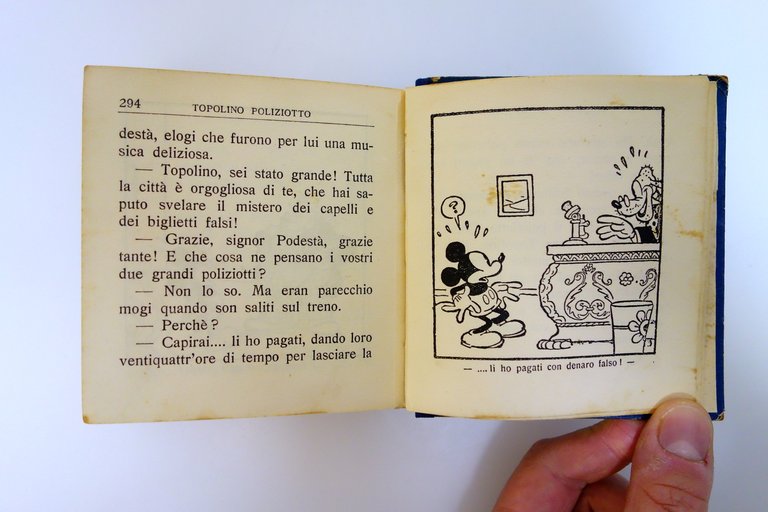 294 TOPOLINO POLIZIOTTO
destà, elogi che furono per lui una mu-
sica deliziosa.
— Topolino, sei stato grande! Tutta
la città è orgogliosa di te, che hai sa-
puto svelare il mistero dei capelli e
dei biglietti falsi!
— Grazie, signor Podestà, grazie
tante! E che cosa ne pensano i vostri
due grandi poliziotti?
— Non lo so. Ma eran parecchio
mogi quando son saliti sul treno.
— Perchè?
— Capirai.... li ho pagati, dando loro
ventiquattr'ore di tempo per lasciare la
?
— ....li ho pagati con denaro falso! —